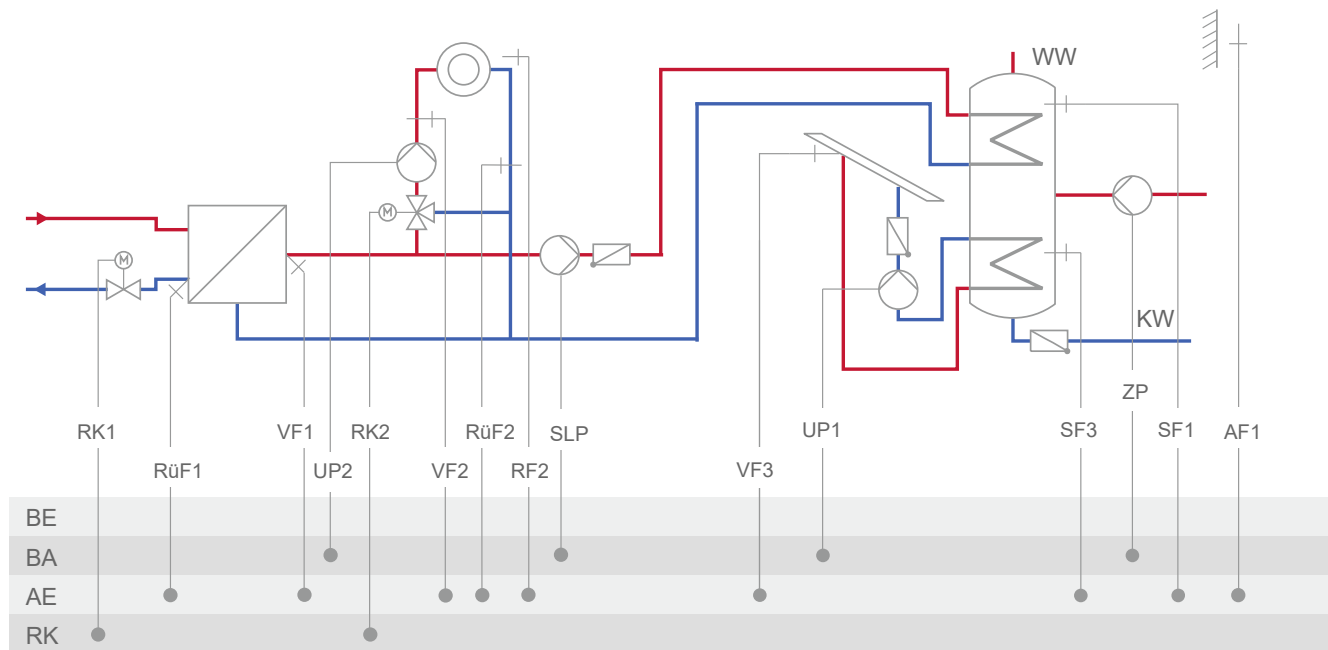 WW
M
M
KW
ZP
RK1
VF1
RK2
RüF2
SLP
UP1
SF3
SF1
AF1
RüF1
UP2
VF2
RF2
VF3
BE
BA
AE
RK